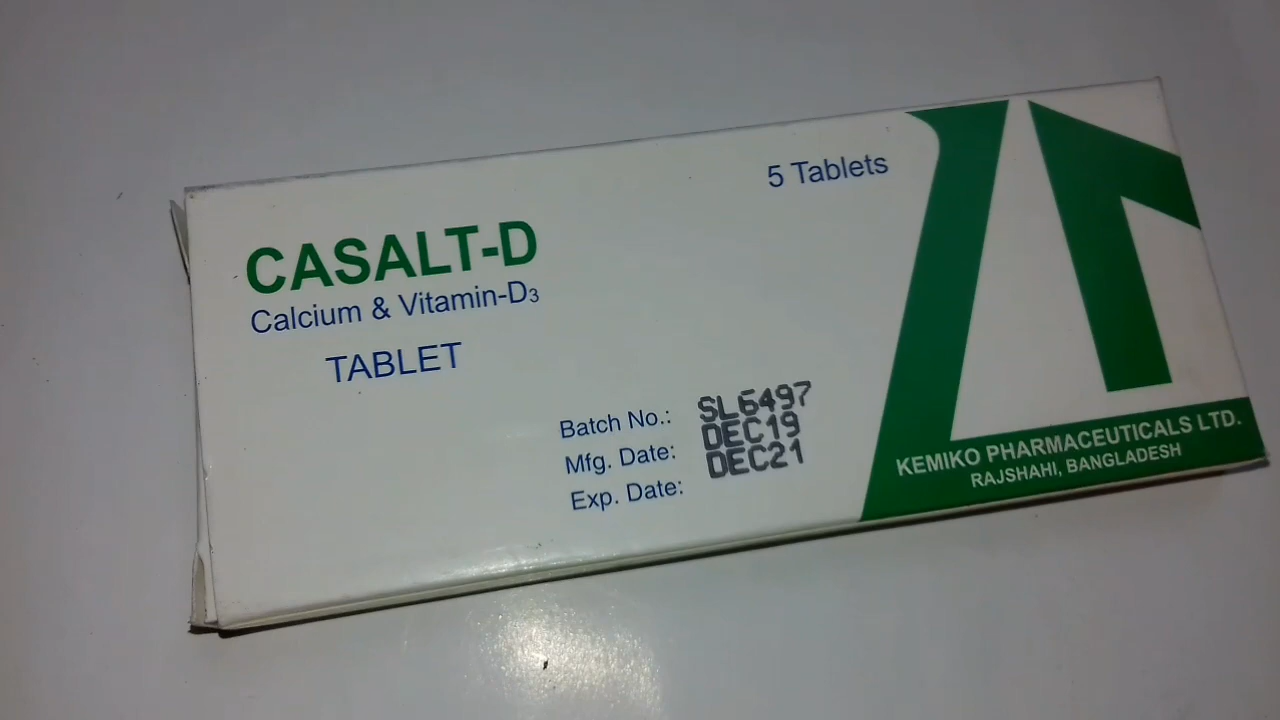 5 Tablets
CASALT-D
Calcium & Vitamin-D₃
TABLET
Batch No.: SL6497
Mfg. Date: DEC19
Exp. Date: DEC21
KEMIKO PHARMACEUTICALS LTD.
RAJSHAHI, BANGLADESH